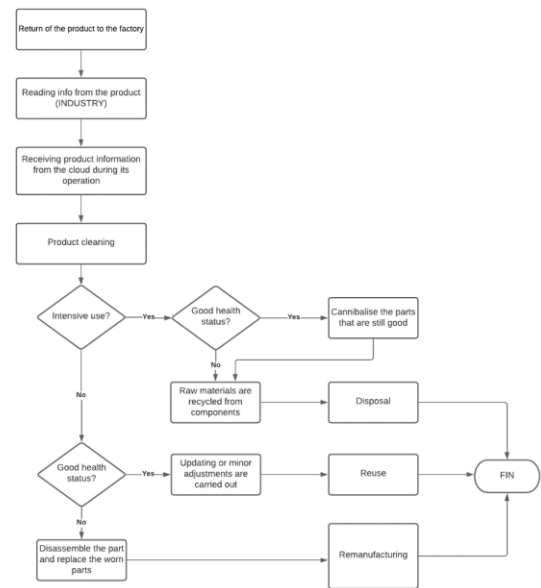 Return of the product to the factory
Reading info from the product
(INDUSTRY)
Receiving product information
from the cloud during its
operation
Product cleaning
Intensive use?
Yes
Good health
status?
Yes
Cannibalise the parts
that are still good
No
No
Raw materials are
recycled from
components
Disposal
Good health
status?
Yes
Updating or minor
adjustments are
carried out
Reuse
FIN
No
Disassemble the part
and replace the worn
parts
Remanufacturing